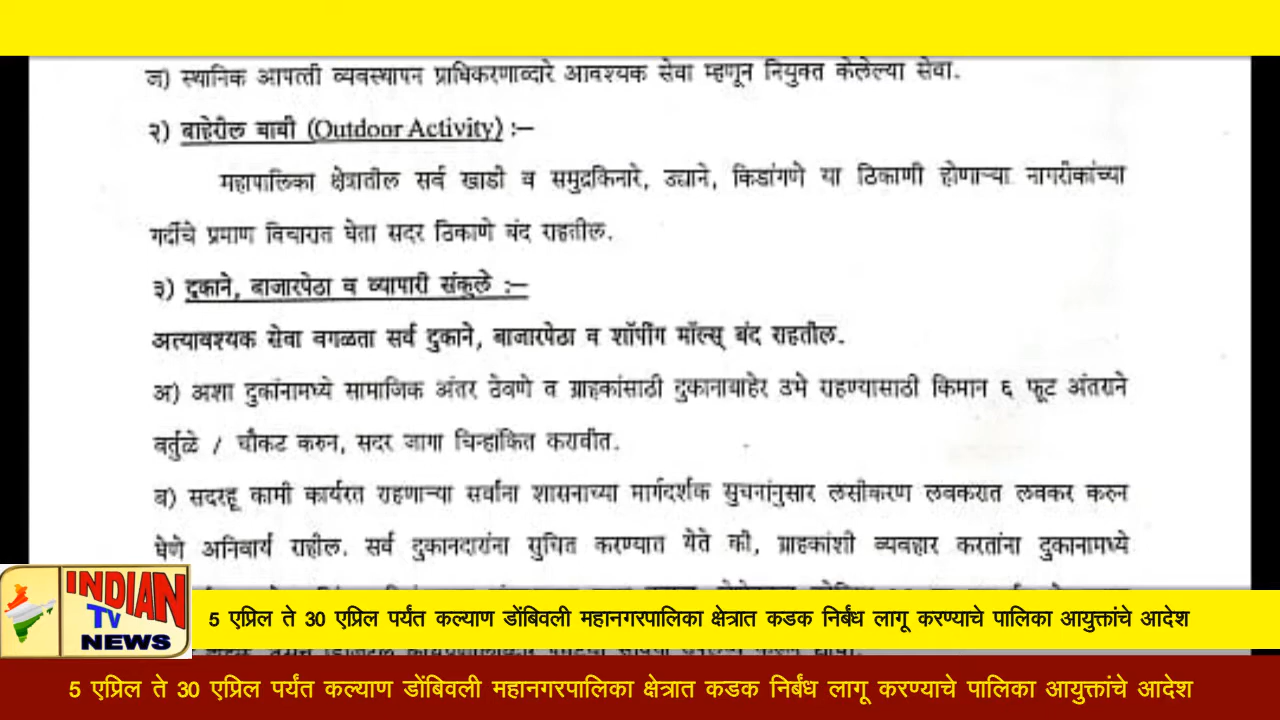 ज) स्थानिक आपत्ती व्यवस्थापन प्राधिकरणाव्दारे आवश्यक सेवा म्हणून नियुक्त केलेल्या सेवा.
२) बाहेरील बाबी (Outdoor Activity) :–
महापालिका क्षेत्रातील सर्व खाडी व समुद्रकिनारे, उद्याने, किडांगणे या ठिकाणी होणाऱ्या नागरीकांच्या
गर्दीचे प्रमाण विचारात घेता सदर ठिकाणे बंद राहतील.
३) दुकाने, बाजारपेठा व व्यापारी संकुले :–
अत्यावश्यक सेवा वगळता सर्व दुकाने, बाजारपेठा व शॉपींग मॉल्स् बंद राहतील.
अ) अशा दुकांनामध्ये सामाजिक अंतर ठेवणे व ग्राहकांसाठी दुकानाबाहेर उभे राहण्यासाठी किमान ६ फूट अंतराने
वर्तुळे / चौकट करुन, सदर जागा चिन्हांकित करावीत.
ब) सदरहू कामी कार्यरत राहणाऱ्या सर्वांना शासनाच्या मार्गदर्शक सुचनांनुसार लसीकरण लवकरात लवकर करुन
घेणे अनिवार्य राहील. सर्व दुकानदारांना सुचित करण्यात येते की, ग्राहकांशी व्यवहार करतांना दुकानामध्ये
INDIAN
TV
NEWS
5 एप्रिल ते 30 एप्रिल पर्यंत कल्याण डोंबिवली महानगरपालिका क्षेत्रात कडक निर्बंध लागू करण्याचे पालिका आयुक्तांचे आदेश
5 एप्रिल ते 30 एप्रिल पर्यंत कल्याण डोंबिवली महानगरपालिका क्षेत्रात कडक निर्बंध लागू करण्याचे पालिका आयुक्तांचे आदेश